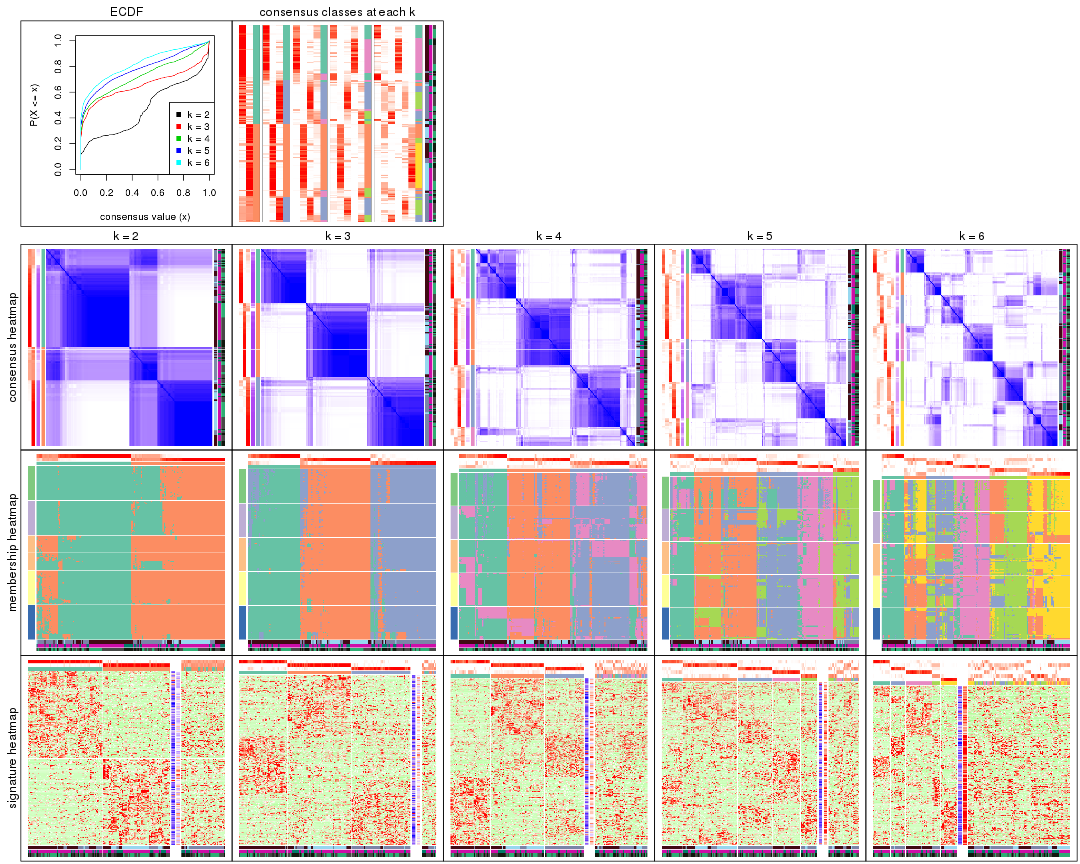 ECDF
consensus classes at each k
P(X <= x)
1.0
0.8
0.6
0.4
0.2
0.0
k = 2
k = 3
k = 4
k = 5
k = 6
0.0 0.2 0.4 0.6 0.8 1.0
consensus value (x)
k = 2
k = 3
k = 4
k = 5
k = 6
consensus heatmap
membership heatmap
signature heatmap